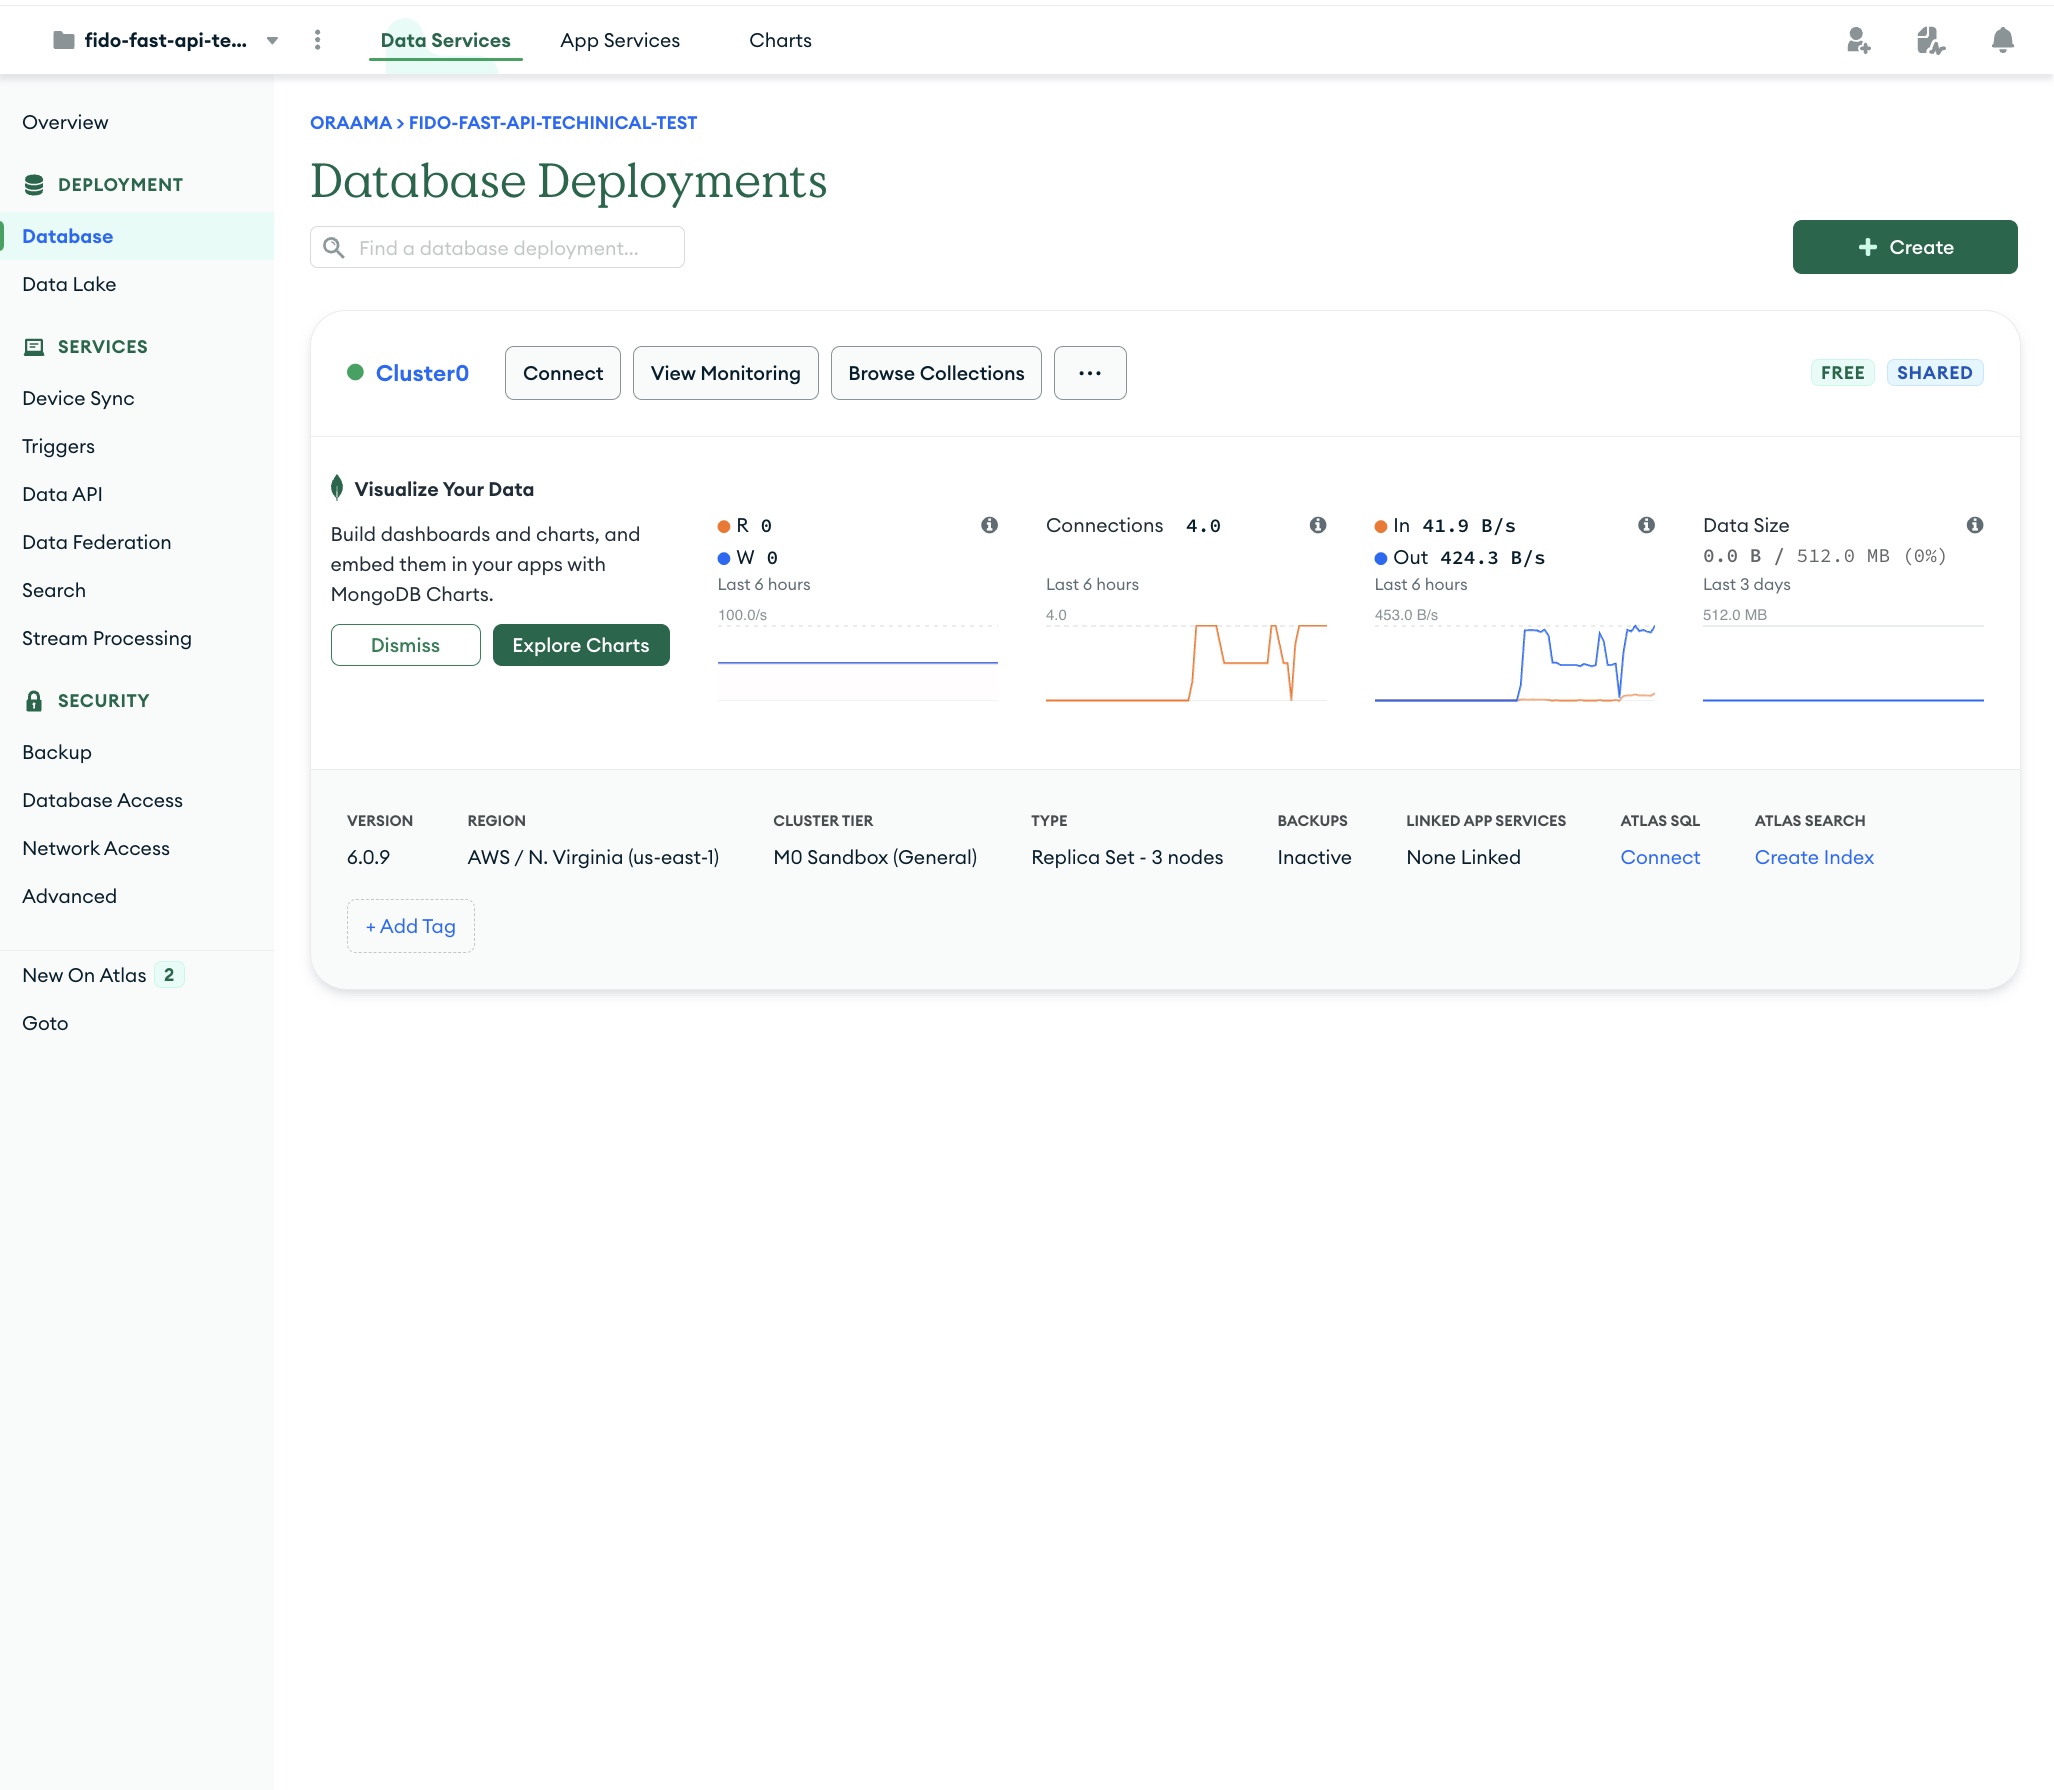 fido-fast-api-te...
Data Services
App Services
Charts
Overview
DEPLOYMENT
Database
Data Lake
SERVICES
Device Sync
Triggers
Data API
Data Federation
Search
Stream Processing
SECURITY
Backup
Database Access
Network Access
Advanced
New On Atlas 2
Goto
ORAAMA > FIDO-FAST-API-TECHINICAL-TEST
Database Deployments
Find a database deployment...
+ Create
Cluster0
Connect
View Monitoring
Browse Collections
...
FREE
SHARED
Visualize Your Data
Build dashboards and charts, and
embed them in your apps with
MongoDB Charts.
Dismiss
Explore Charts
R 0
W 0
Last 6 hours
100.0/s
Connections 4.0
Last 6 hours
4.0
In 41.9 B/s
Out 424.3 B/s
Last 6 hours
453.0 B/s
Data Size
0.0 B / 512.0 MB (0%)
Last 3 days
512.0 MB
VERSION
6.0.9
REGION
AWS / N. Virginia (us-east-1)
CLUSTER TIER
M0 Sandbox (General)
TYPE
Replica Set - 3 nodes
BACKUPS
Inactive
LINKED APP SERVICES
None Linked
ATLAS SQL
Connect
ATLAS SEARCH
Create Index
+ Add Tag